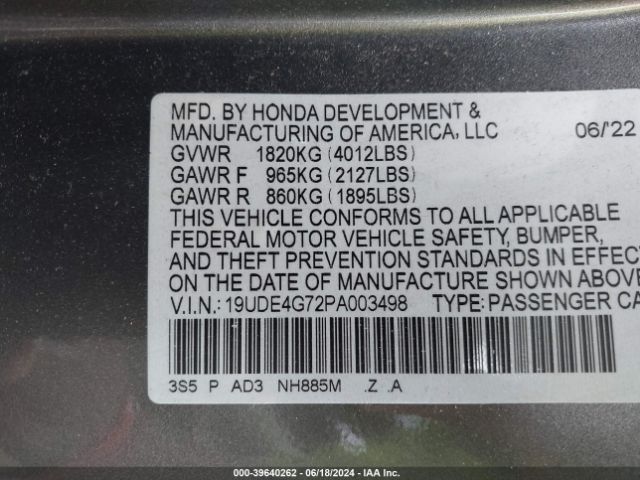 MFD. BY HONDA DEVELOPMENT &
MANUFACTURING OF AMERICA, LLC 06/'22
GVWR 1820KG (4012LBS)
GAWR F 965KG (2127LBS)
GAWR R 860KG (1895LBS)
THIS VEHICLE CONFORMS TO ALL APPLICABLE
FEDERAL MOTOR VEHICLE SAFETY, BUMPER,
AND THEFT PREVENTION STANDARDS IN EFFEC
ON THE DATE OF MANUFACTURE SHOWN ABOVE
V.I.N.: 19UDE4G72PA003498 TYPE: PASSENGER CA
3S5 P AD3 NH885M .Z .A
000-39640262 - 06/18/2024 - IAA Inc.